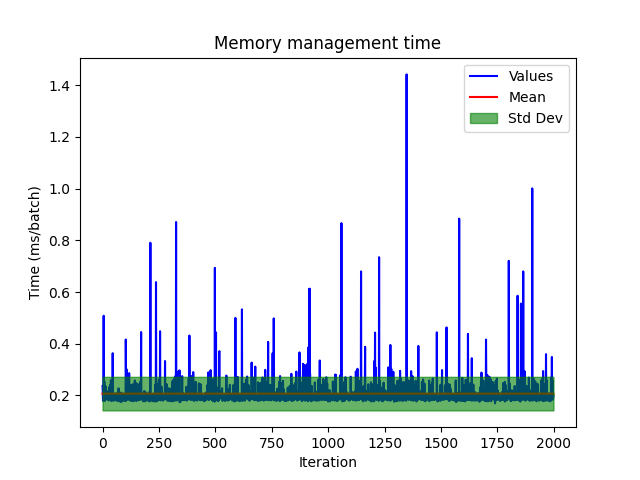 Memory management time
Time (ms/batch)
1.4
1.2
1.0
0.8
0.6
0.4
0.2
Values
Mean
Std Dev
0 250 500 750 1000 1250 1500 1750 2000
Iteration